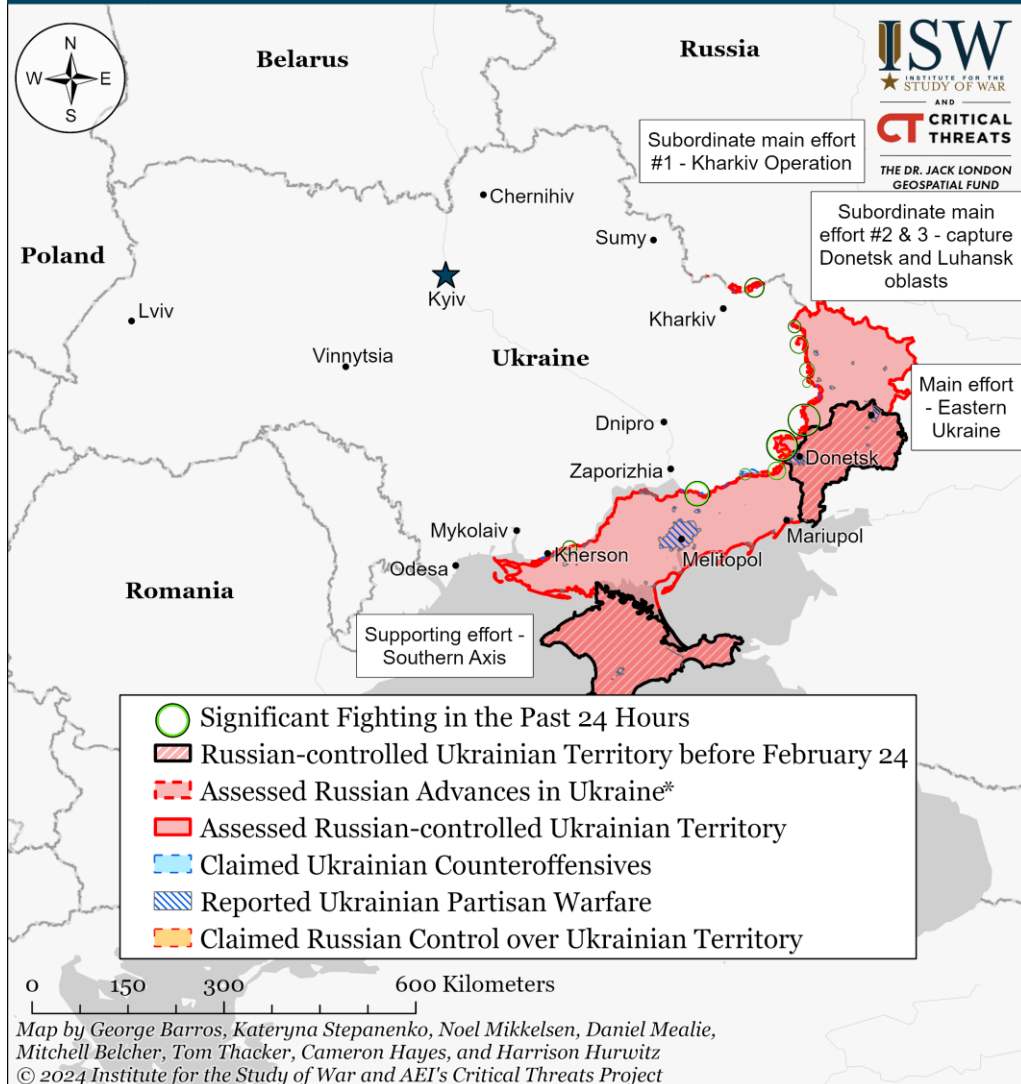 N
W
E
S
Belarus
Russia
ISW
INSTITUTE FOR THE
STUDY OF WAR
AND
CT CRITICAL
THREATS
THE DR. JACK LONDON
GEOSPATIAL FUND
Subordinate main effort
#1 - Kharkiv Operation
Subordinate main
effort #2 & 3 - capture
Donetsk and Luhansk
oblasts
Chernihiv
Sumy
Poland
Kyiv
Lviv
Kharkiv
Vinnytsia
Ukraine
Main effort
- Eastern
Ukraine
Dnipro
Donetsk
Zaporizhia
Mykolaiv
Mariupol
Kherson
Melitopol
Odesa
Romania
Supporting effort -
Southern Axis
Significant Fighting in the Past 24 Hours
Russian-controlled Ukrainian Territory before February 24
Assessed Russian Advances in Ukraine*
Assessed Russian-controlled Ukrainian Territory
Claimed Ukrainian Counteroffensives
Reported Ukrainian Partisan Warfare
Claimed Russian Control over Ukrainian Territory
0 150 300 600 Kilometers
Map by George Barros, Kateryna Stepanenko, Noel Mikkelsen, Daniel Mealie,
Mitchell Belcher, Tom Thacker, Cameron Hayes, and Harrison Hurwitz
© 2024 Institute for the Study of War and AEI's Critical Threats Project